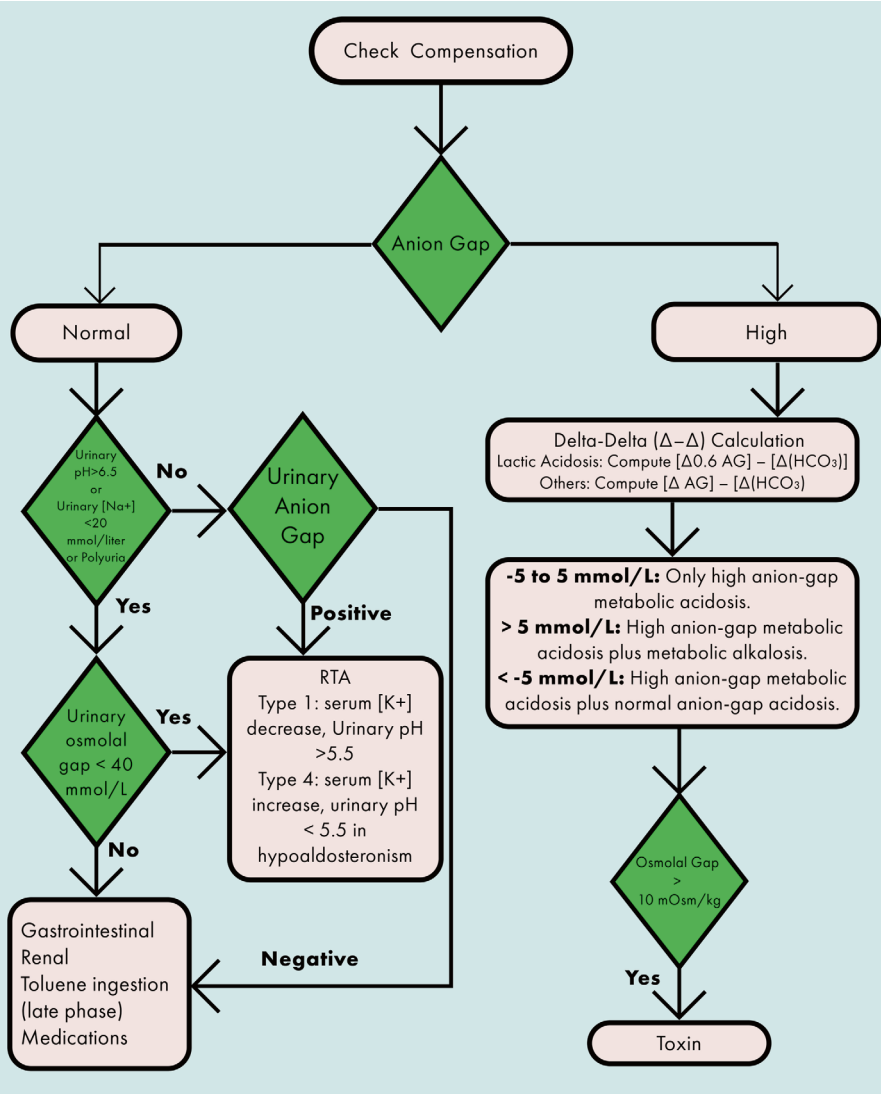 Check Compensation
Anion Gap
Normal
High
Urinary
pH>6.5
or
Urinary [Na+]
<20
mmol/liter
or Polyuria
No
Urinary
Anion
Gap
Delta-Delta (Δ–Δ) Calculation
Lactic Acidosis: Compute [Δ0.6 AG] – [Δ(HCO₃)]
Others: Compute [Δ AG] – [Δ(HCO₃)
-5 to 5 mmol/L: Only high anion-gap
metabolic acidosis.
> 5 mmol/L: High anion-gap metabolic
acidosis plus metabolic alkalosis.
< -5 mmol/L: High anion-gap metabolic
acidosis plus normal anion-gap acidosis.
Yes
Positive
Urinary
osmolal
gap < 40
mmol/L
Yes
RTA
Type 1: serum [K+]
decrease, Urinary pH
>5.5
Type 4: serum [K+]
increase, urinary pH
< 5.5 in
hypoaldosteronism
No
Osmolal Gap
>
10 mOsm/kg
Gastrointestinal
Renal
Toluene ingestion
(late phase)
Medications
Negative
Yes
Toxin